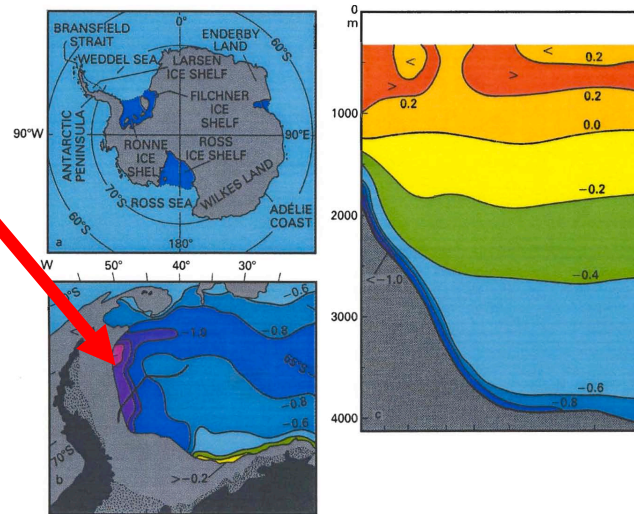 BRANSFIELD
STRAIT
WEDDEL SEA
0°
ENDERBY
LAND
60°S
LARSEN
ICE SHELF
FILCHNER
ICE
SHELF
90°W
90°E
ANTARCTIC
PENINSULA
RONNE
ICE
SHELF
ROSS
ICE SHELF
WILKES LAND
70°S
ROSS SEA
ADÉLIE
COAST
60°S
180°
a
W 50° 40° 30°
-0.6
-1.0
-0.8
65°S
-0.8
-0.6
70°S
>-0.2
b
0
m
<
<
0.2
>
>
0.2
0.2
1000
0.0
-0.2
2000
-0.4
<-1.0
3000
-0.6
-0.8
4000
c